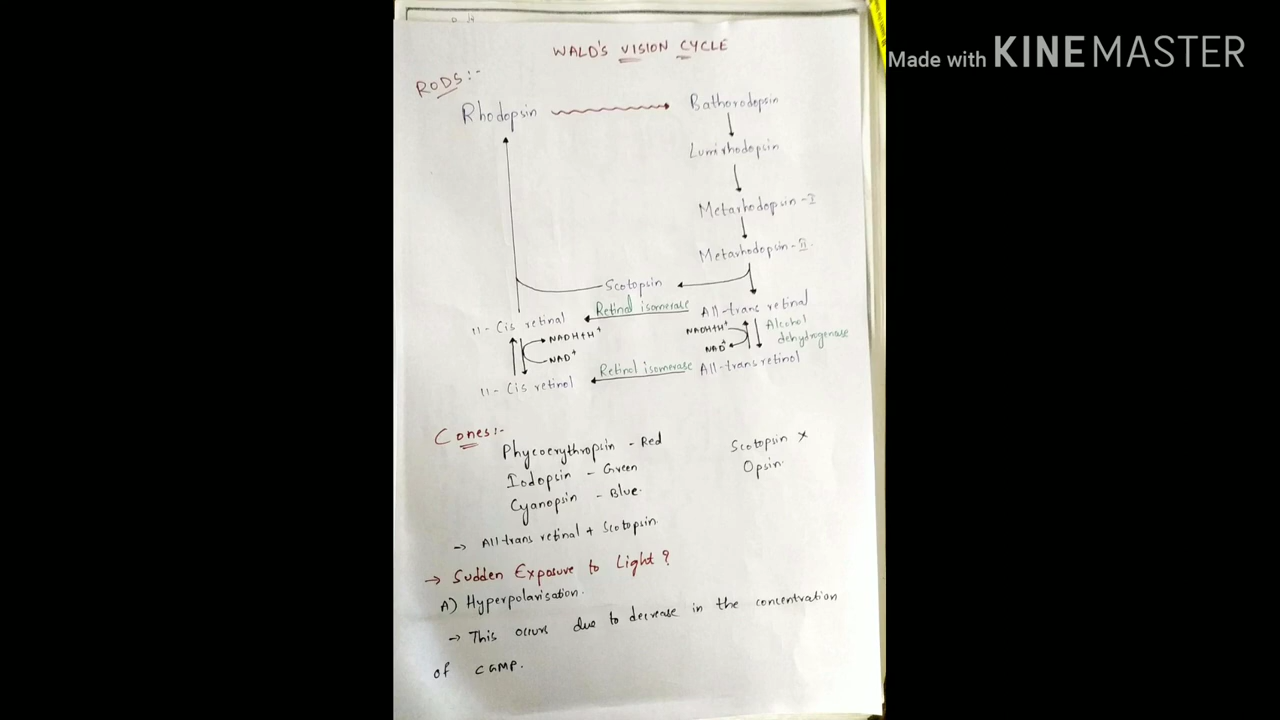 WALD'S VISION CYCLE
Made with KINEMASTER
RODS:-
Rhodopsin
Bathorodopsin
Lumirhodopsin
Metarhodopsin-I
Metarhodopsin-II.
Scotopsin
11-Cis retinal
Retinol isomerase
All-trans retinal
NADH+H+
NAD+
NADH+H+
NAD+
Alcohol
dehydrogenase
11-Cis retinol
Retinol isomerase
All-trans retinol
Cones:-
Phycoerythropsin - Red
Iodopsin - Green
Cyanopsin - Blue.
Scotopsin ×
Opsin.
→ All-trans retinal + Scotopsin.
→ Sudden Exposure to Light?
A) Hyperpolarisation.
→ This occurs due to decrease in the concentration
of cGMP.